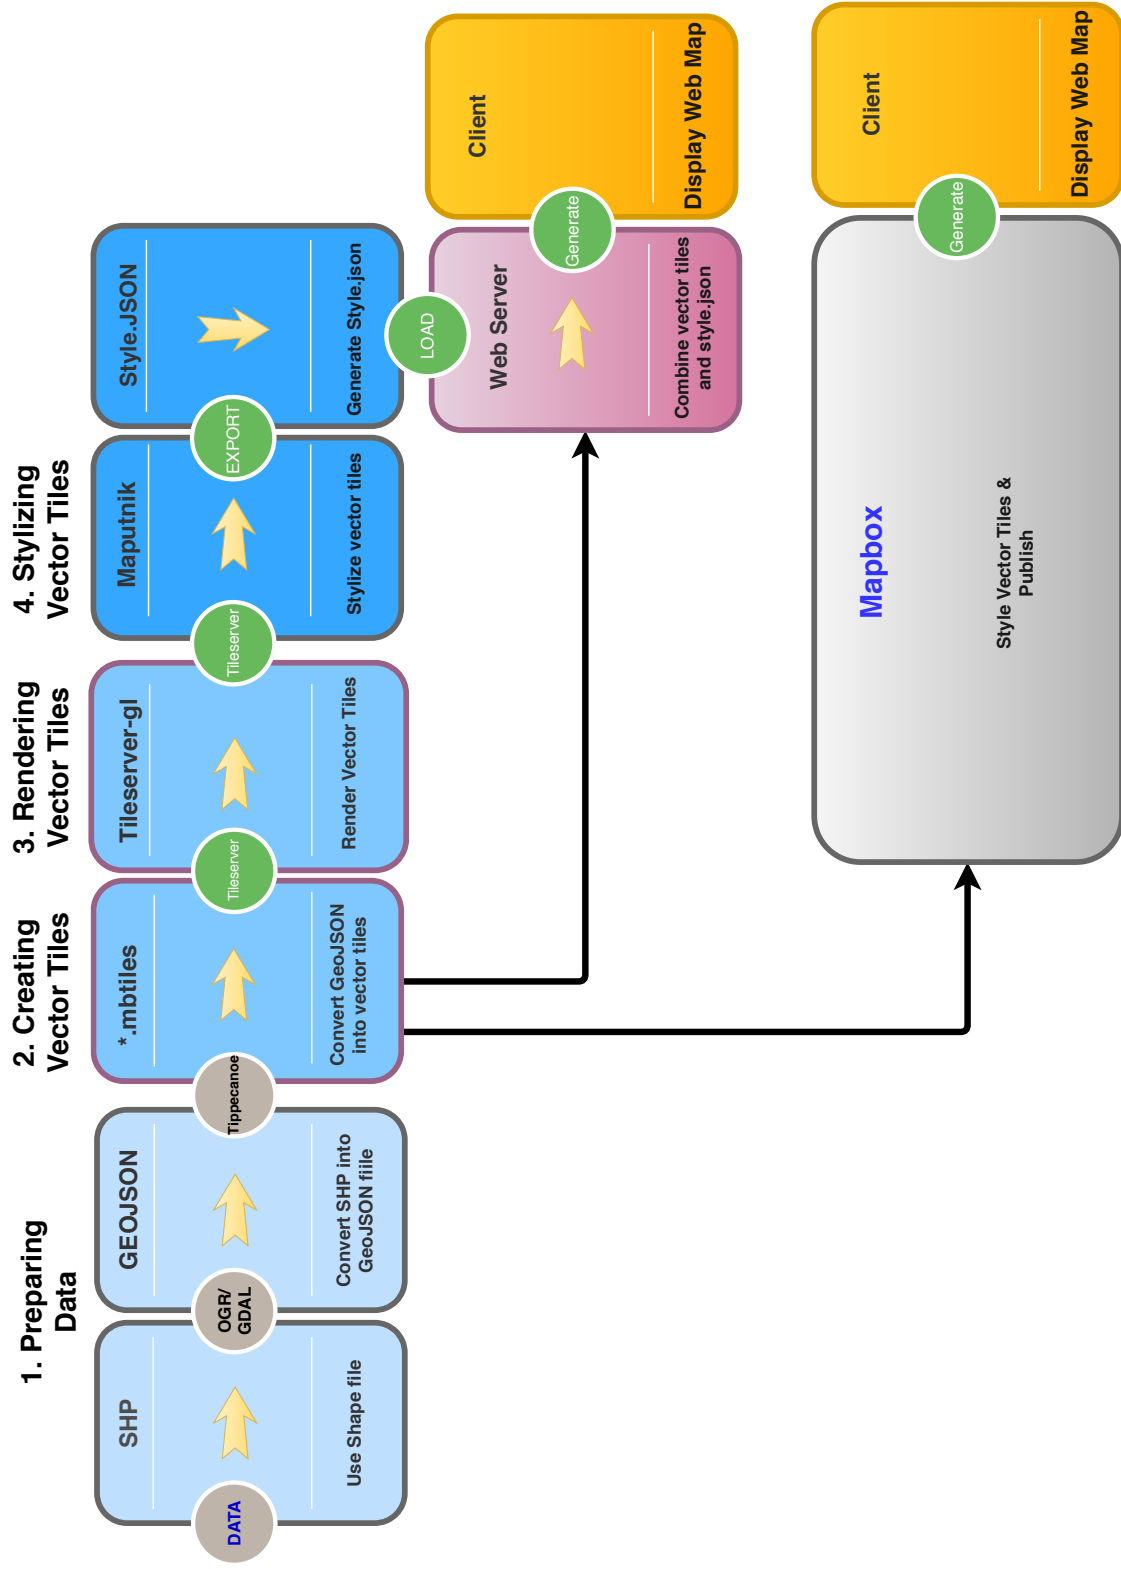 1. Preparing
Data
2. Creating
Vector Tiles
3. Rendering
Vector Tiles
4. Stylizing
Vector Tiles
DATA
SHP
Use Shape file
OGR/
GDAL
GEOJSON
Convert SHP into
GeoJSON fiile
Tippecanoe
*.mbtiles
Convert GeoJSON
into vector tiles
Tileserver
Tileserver-gl
Render Vector Tiles
Tileserver
Maputnik
Stylize vector tiles
EXPORT
Style.JSON
Generate Style.json
LOAD
Web Server
Combine vector tiles
and style.json
Generate
Client
Display Web Map
Mapbox
Style Vector Tiles &
Publish
Generate
Client
Display Web Map